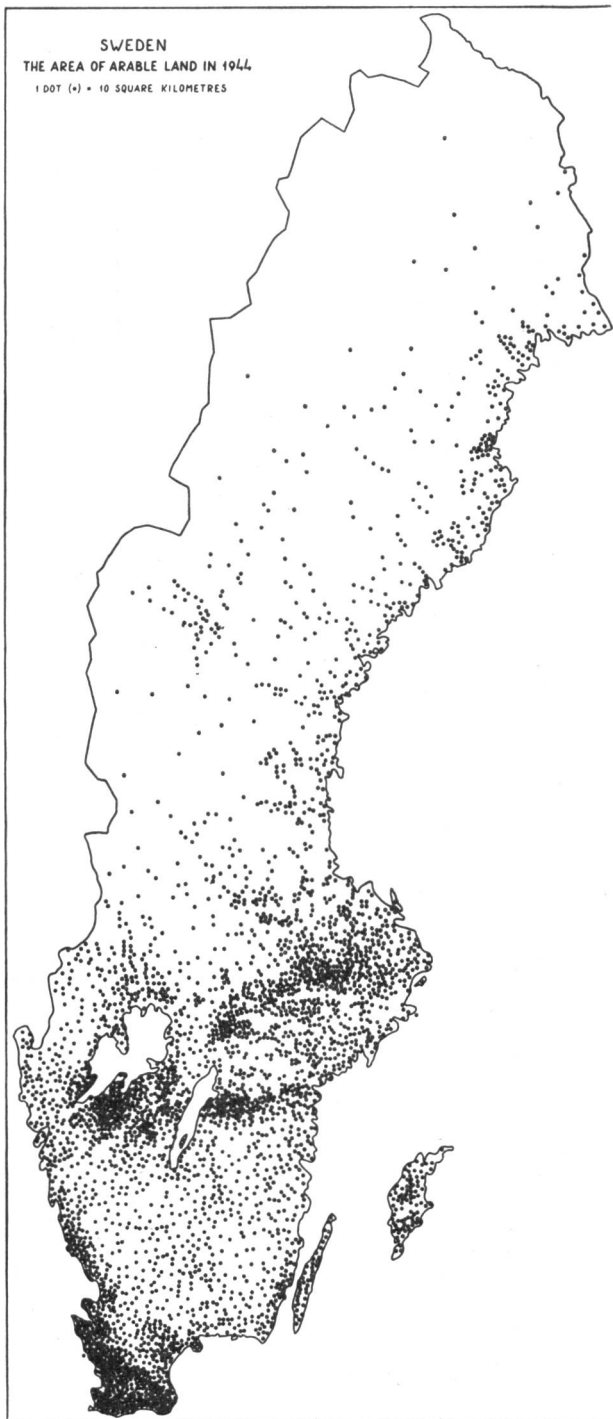 SWEDEN
THE AREA OF ARABLE LAND IN 1944
1 DOT (•) = 10 SQUARE KILOMETRES